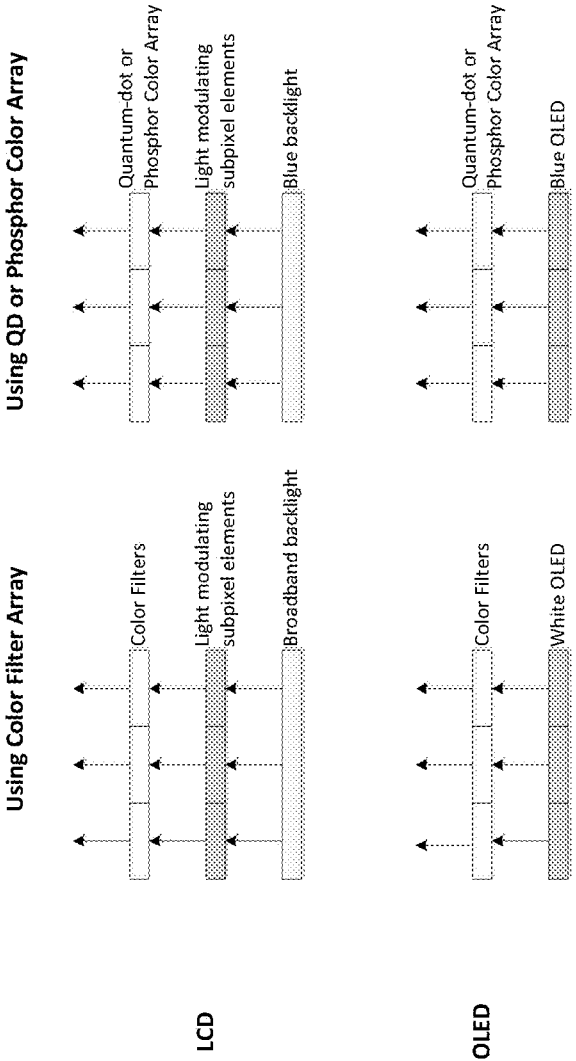 Using Color Filter Array
Using QD or Phosphor Color Array
LCD
Color Filters
Light modulating
subpixel elements
Broadband backlight
Quantum-dot or
Phosphor Color Array
Light modulating
subpixel elements
Blue backlight
OLED
Color Filters
White OLED
Quantum-dot or
Phosphor Color Array
Blue OLED